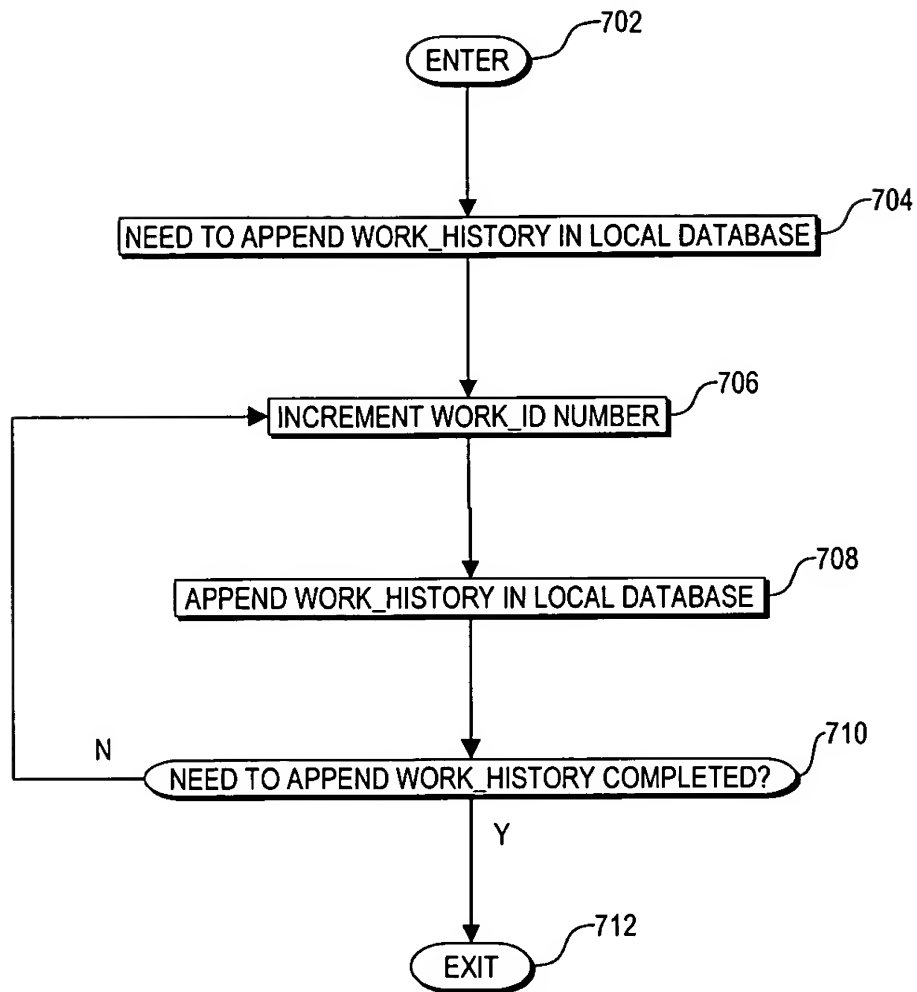 702
ENTER
704
NEED TO APPEND WORK_HISTORY IN LOCAL DATABASE
706
INCREMENT WORK_ID NUMBER
708
APPEND WORK_HISTORY IN LOCAL DATABASE
N
710
NEED TO APPEND WORK_HISTORY COMPLETED?
Y
712
EXIT